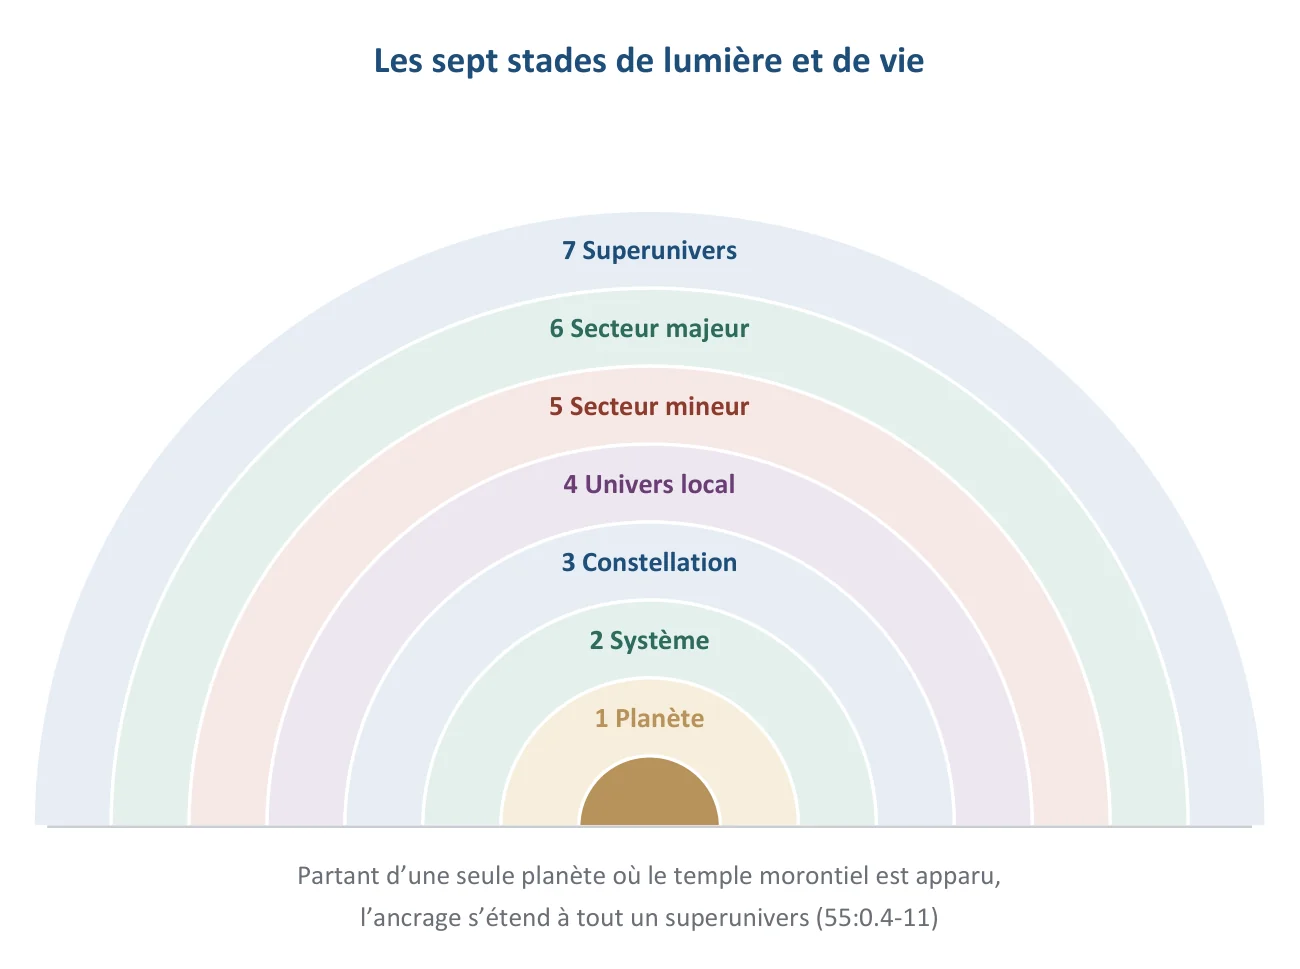 Les sept stades de lumière et de vie
7 Superunivers
6 Secteur majeur
5 Secteur mineur
4 Univers local
3 Constellation
2 Système
1 Planète
Partant d’une seule planète où le temple morontiel est apparu,
l’ancrage s’étend à tout un superunivers (55:0.4-11)